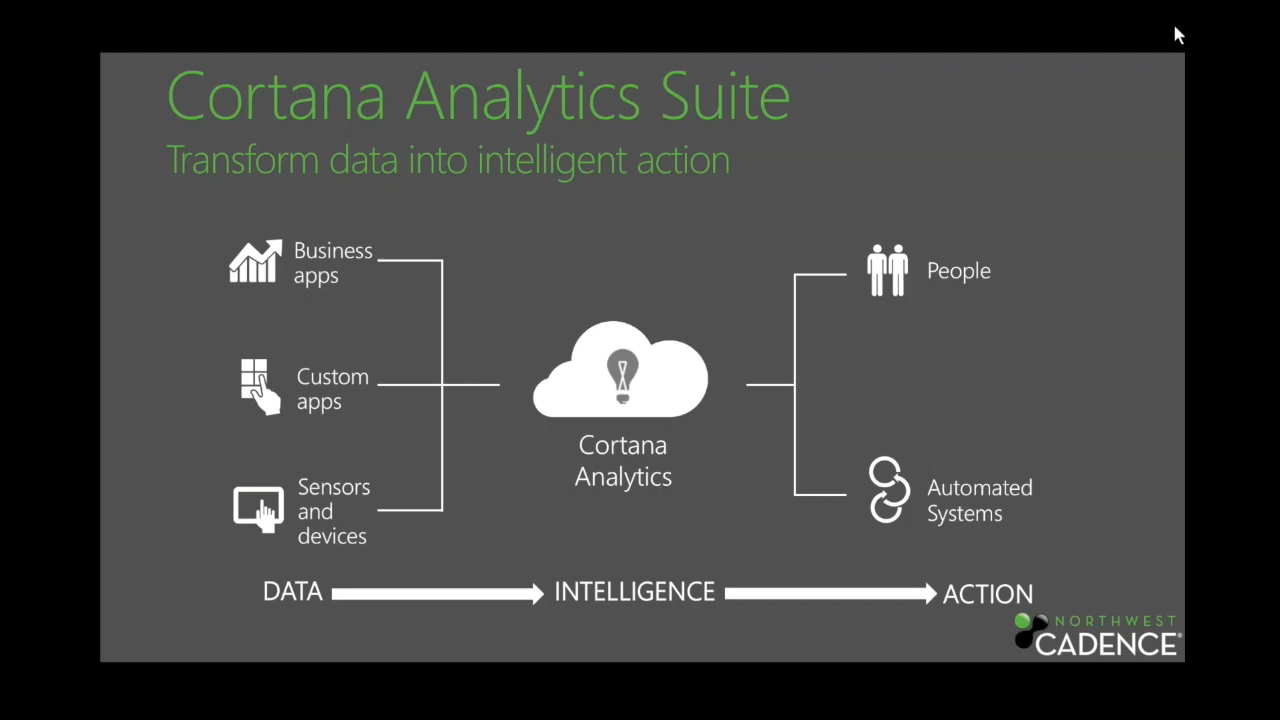 Cortana Analytics Suite
Transform data into intelligent action
Business
apps
Custom
apps
Sensors
and
devices
Cortana
Analytics
People
Automated
Systems
DATA
INTELLIGENCE
ACTION
NORTHWEST
CADENCE®